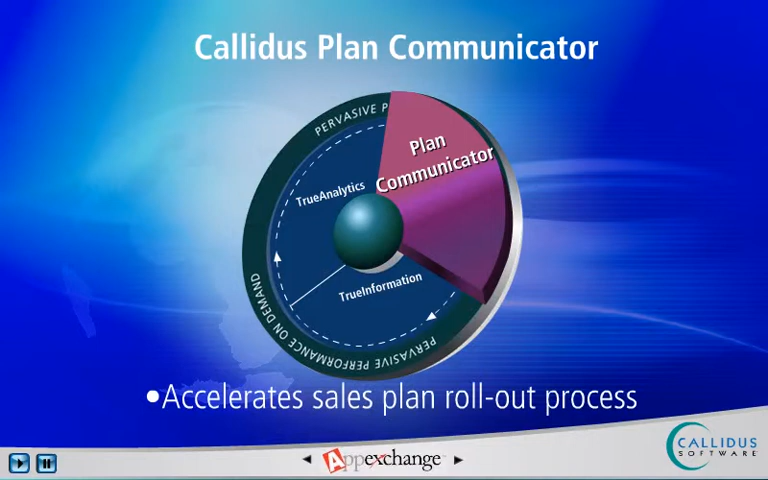 Callidus Plan Communicator
PERVASIVE P
Plan
Communicator
TrueAnalytics
TrueInformation
PERVASIVE PERFORMANCE ON DEMAND
•Accelerates sales plan roll-out process
Appexchange
CALLIDUS
SOFTWARE